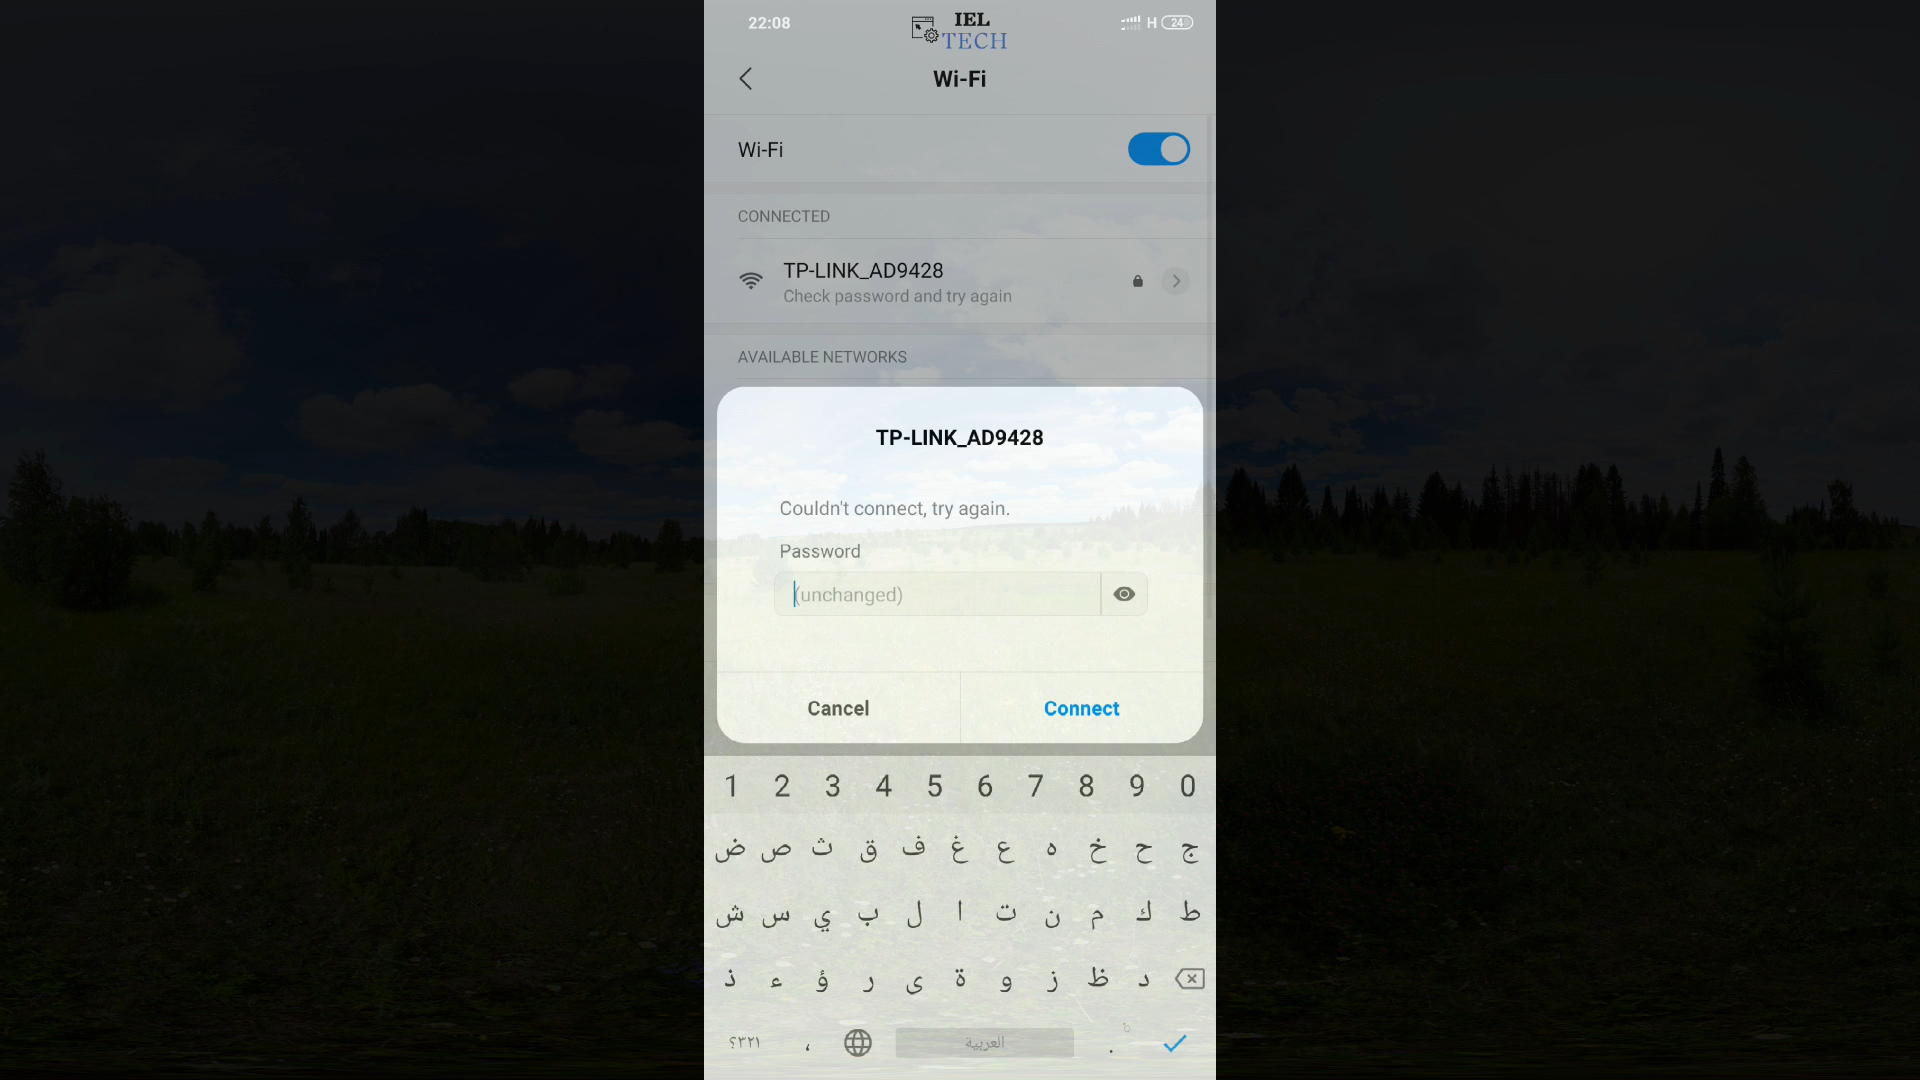 22:08
IEL
TECH
H
24
Wi-Fi
Wi-Fi
CONNECTED
TP-LINK_AD9428
Check password and try again
AVAILABLE NETWORKS
TP-LINK_AD9428
Couldn't connect, try again.
Password
(unchanged)
Cancel
Connect
1 2 3 4 5 6 7 8 9 0
ج ح خ ه ع غ ف ق ث ص ض
ط ك م ن ت ا ل ب ي س ش
د ظ ز و ة ى ر ؤ ء ذ
؟٣٢١ ، العربية .